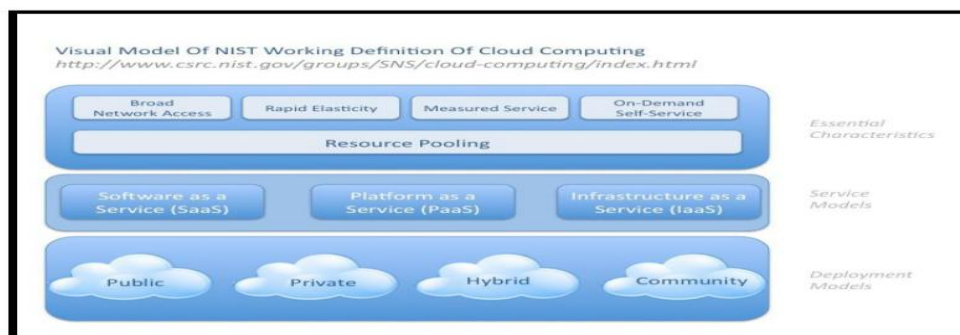 Visual Model Of NIST Working Definition Of Cloud Computing
http://www.csrc.nist.gov/groups/SNS/cloud-computing/index.html
Broad
Network Access
Rapid Elasticity
Measured Service
On-Demand
Self-Service
Resource Pooling
Essential
Characteristics
Software as a
Service (SaaS)
Platform as a
Service (PaaS)
Infrastructure as a
Service (IaaS)
Service
Models
Public
Private
Hybrid
Community
Deployment
Models